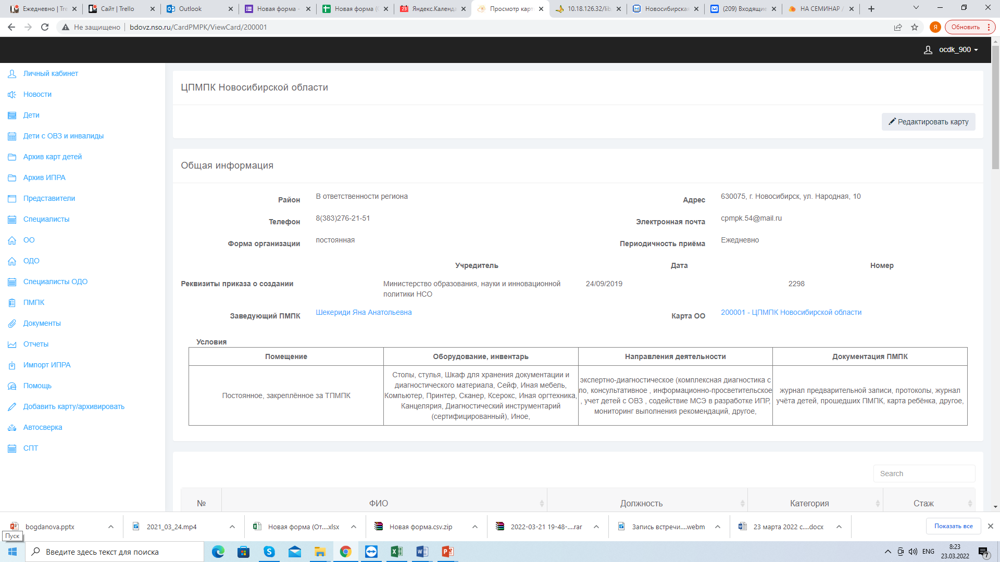 Ежедневно | Tre
Сайт | Trello
Outlook
Новая форма -
Новая форма (
Яндекс.Календа
Просмотр карт
10.18.126.32/lib
Новосибирская
(209) Входящие
НА СЕМИНАР /
Не защищено
bdovz.nso.ru/CardPMPK/ViewCard/200001
Я
Обновить
ocdk_900
Личный кабинет
Новости
Дети
Дети с ОВЗ и инвалиды
Архив карт детей
Архив ИПРА
Представители
Специалисты
ОО
ОДО
Специалисты ОДО
ПМПК
Документы
Отчеты
Импорт ИПРА
Помощь
Добавить карту/архивировать
Автосверка
СПТ
ЦПМПК Новосибирской области
Редактировать карту
Общая информация
Район
В ответственности региона
Адрес
630075, г. Новосибирск, ул. Народная, 10
Телефон
8(383)276-21-51
Электронная почта
cpmpk.54@mail.ru
Форма организации
постоянная
Периодичность приёма
Ежедневно
Учредитель
Дата
Номер
Реквизиты приказа о создании
Министерство образования, науки и инновационной
политики НСО
24/09/2019
2298
Заведующий ПМПК
Шекериди Яна Анатольевна
Карта ОО
200001 - ЦПМПК Новосибирской области
Условия
Помещение
Оборудование, инвентарь
Направления деятельности
Документация ПМПК
Постоянное, закреплённое за ТПМПК
Столы, стулья, Шкаф для хранения документации и
диагностического материала, Сейф, Иная мебель,
Компьютер, Принтер, Сканер, Ксерокс, Иная оргтехника,
Канцелярия, Диагностический инструментарий
(сертифицированный), Иное,
экспертно-диагностическое (комплексная диагностика с
по, консультативное , информационно-просветительское
, учет детей с ОВЗ , содействие МСЭ в разработке ИПР,
мониторинг выполнения рекомендаций, другое,
журнал предварительной записи, протоколы, журнал
учёта детей, прошедших ПМПК, карта ребёнка, другое,
Search
№
ФИО
Должность
Категория
Стаж
bogdanova.pptx
2021_03_24.mp4
Новая форма (От....xlsx
Новая форма.csv.zip
2022-03-21 19-48-....rar
Запись встречи....webm
23 марта 2022 с....docx
Показать все
Пуск
Введите здесь текст для поиска
ENG
8:23
23.03.2022
7